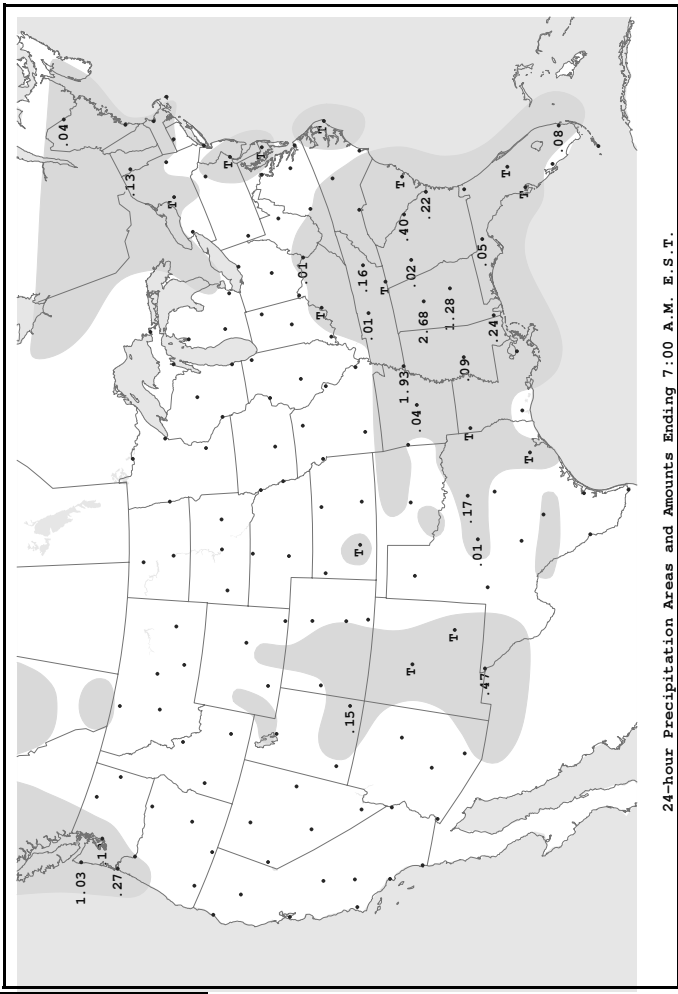 .04
1.03
.27
.13
T
T
T
.01
T
T
.15
T
.16
.01
T
T
1.93
.40
T
.02
.04
2.68
.22
1.28
T
.09
.17
T
.01
.05
.47
.24
T
T
T
.08
24-hour Precipitation Areas and Amounts Ending 7:00 A.M. E.S.T.